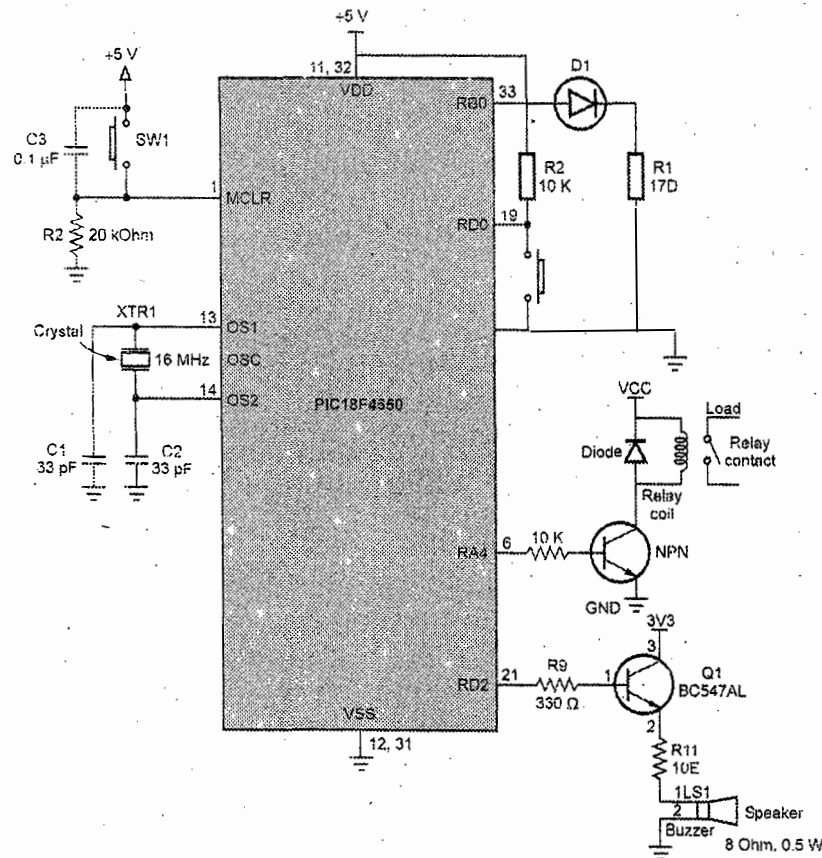 +5 V
+5 V
11, 32
VDD
D1
RB0
33
C3
0.1 µF
SW1
R2
10 K
R1
17D
1
MCLR
RD0
19
R2
20 kOhm
XTR1
13
OS1
Crystal
16 MHz
OSC
14
OS2
PIC18F4550
C1
33 pF
C2
33 pF
VCC
Load
Diode
Relay
contact
Relay
coil
10 K
RA4
6
NPN
GND
3V3
3
RD2
21
R9
330 Ω
1
Q1
BC547AL
2
VSS
12, 31
R11
10E
1LS1
2
Speaker
Buzzer
8 Ohm, 0.5 W